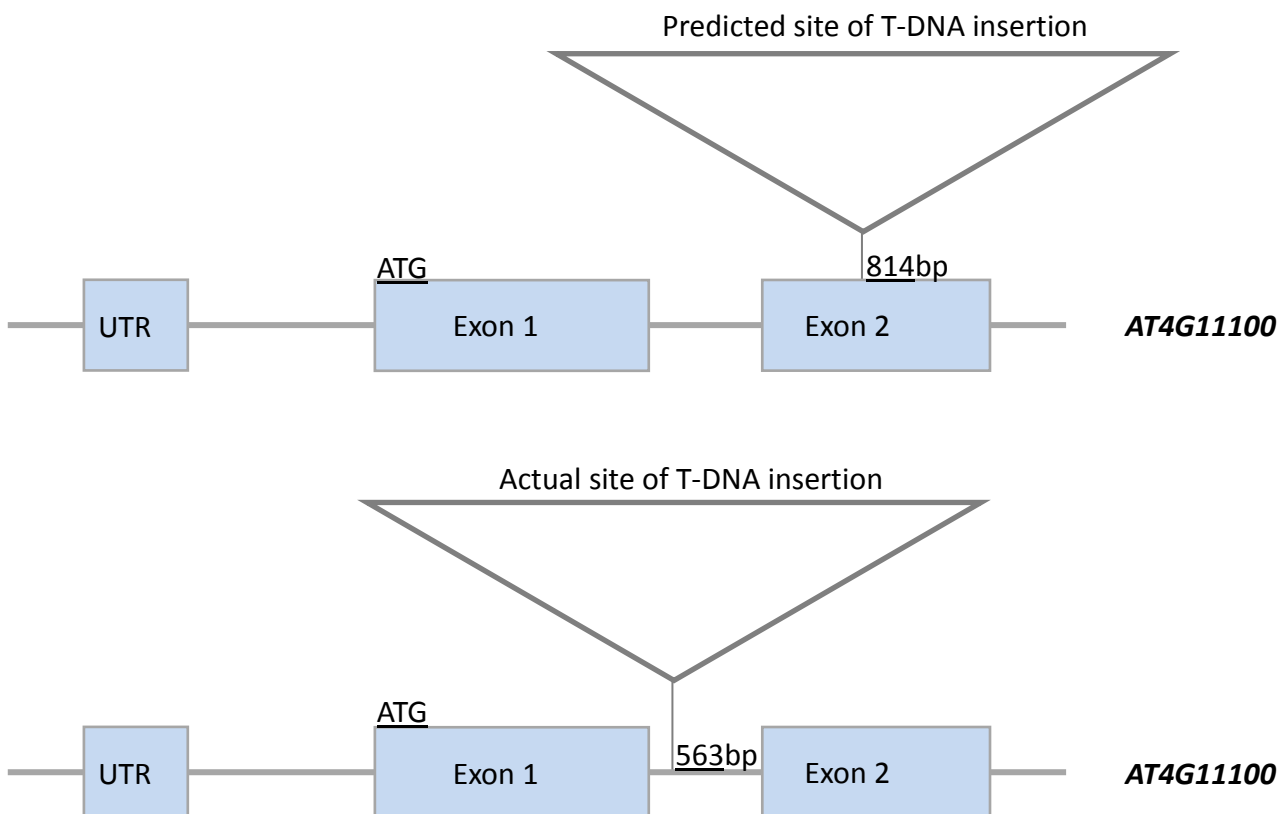 Predicted site of T-DNA insertion
ATG
814bp
UTR
Exon 1
Exon 2
AT4G11100
Actual site of T-DNA insertion
ATG
563bp
UTR
Exon 1
Exon 2
AT4G11100